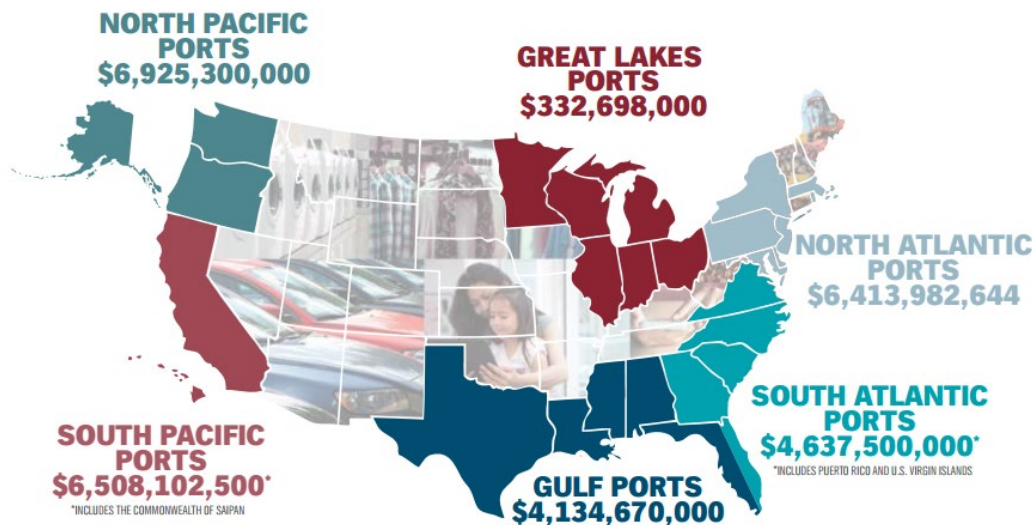 NORTH PACIFIC
PORTS
$6,925,300,000
GREAT LAKES
PORTS
$332,698,000
NORTH ATLANTIC
PORTS
$6,413,982,644
SOUTH ATLANTIC
PORTS
$4,637,500,000*
*INCLUDES PUERTO RICO AND U.S. VIRGIN ISLANDS
SOUTH PACIFIC
PORTS
$6,508,102,500*
*INCLUDES THE COMMONWEALTH OF SAIPAN
GULF PORTS
$4,134,670,000